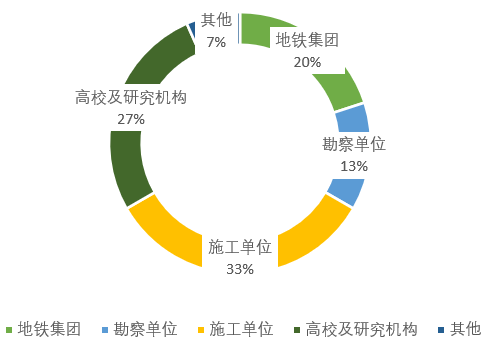 其他
7%
地铁集团
20%
高校及研究机构
27%
勘察单位
13%
施工单位
33%
地铁集团 勘察单位 施工单位 高校及研究机构 其他